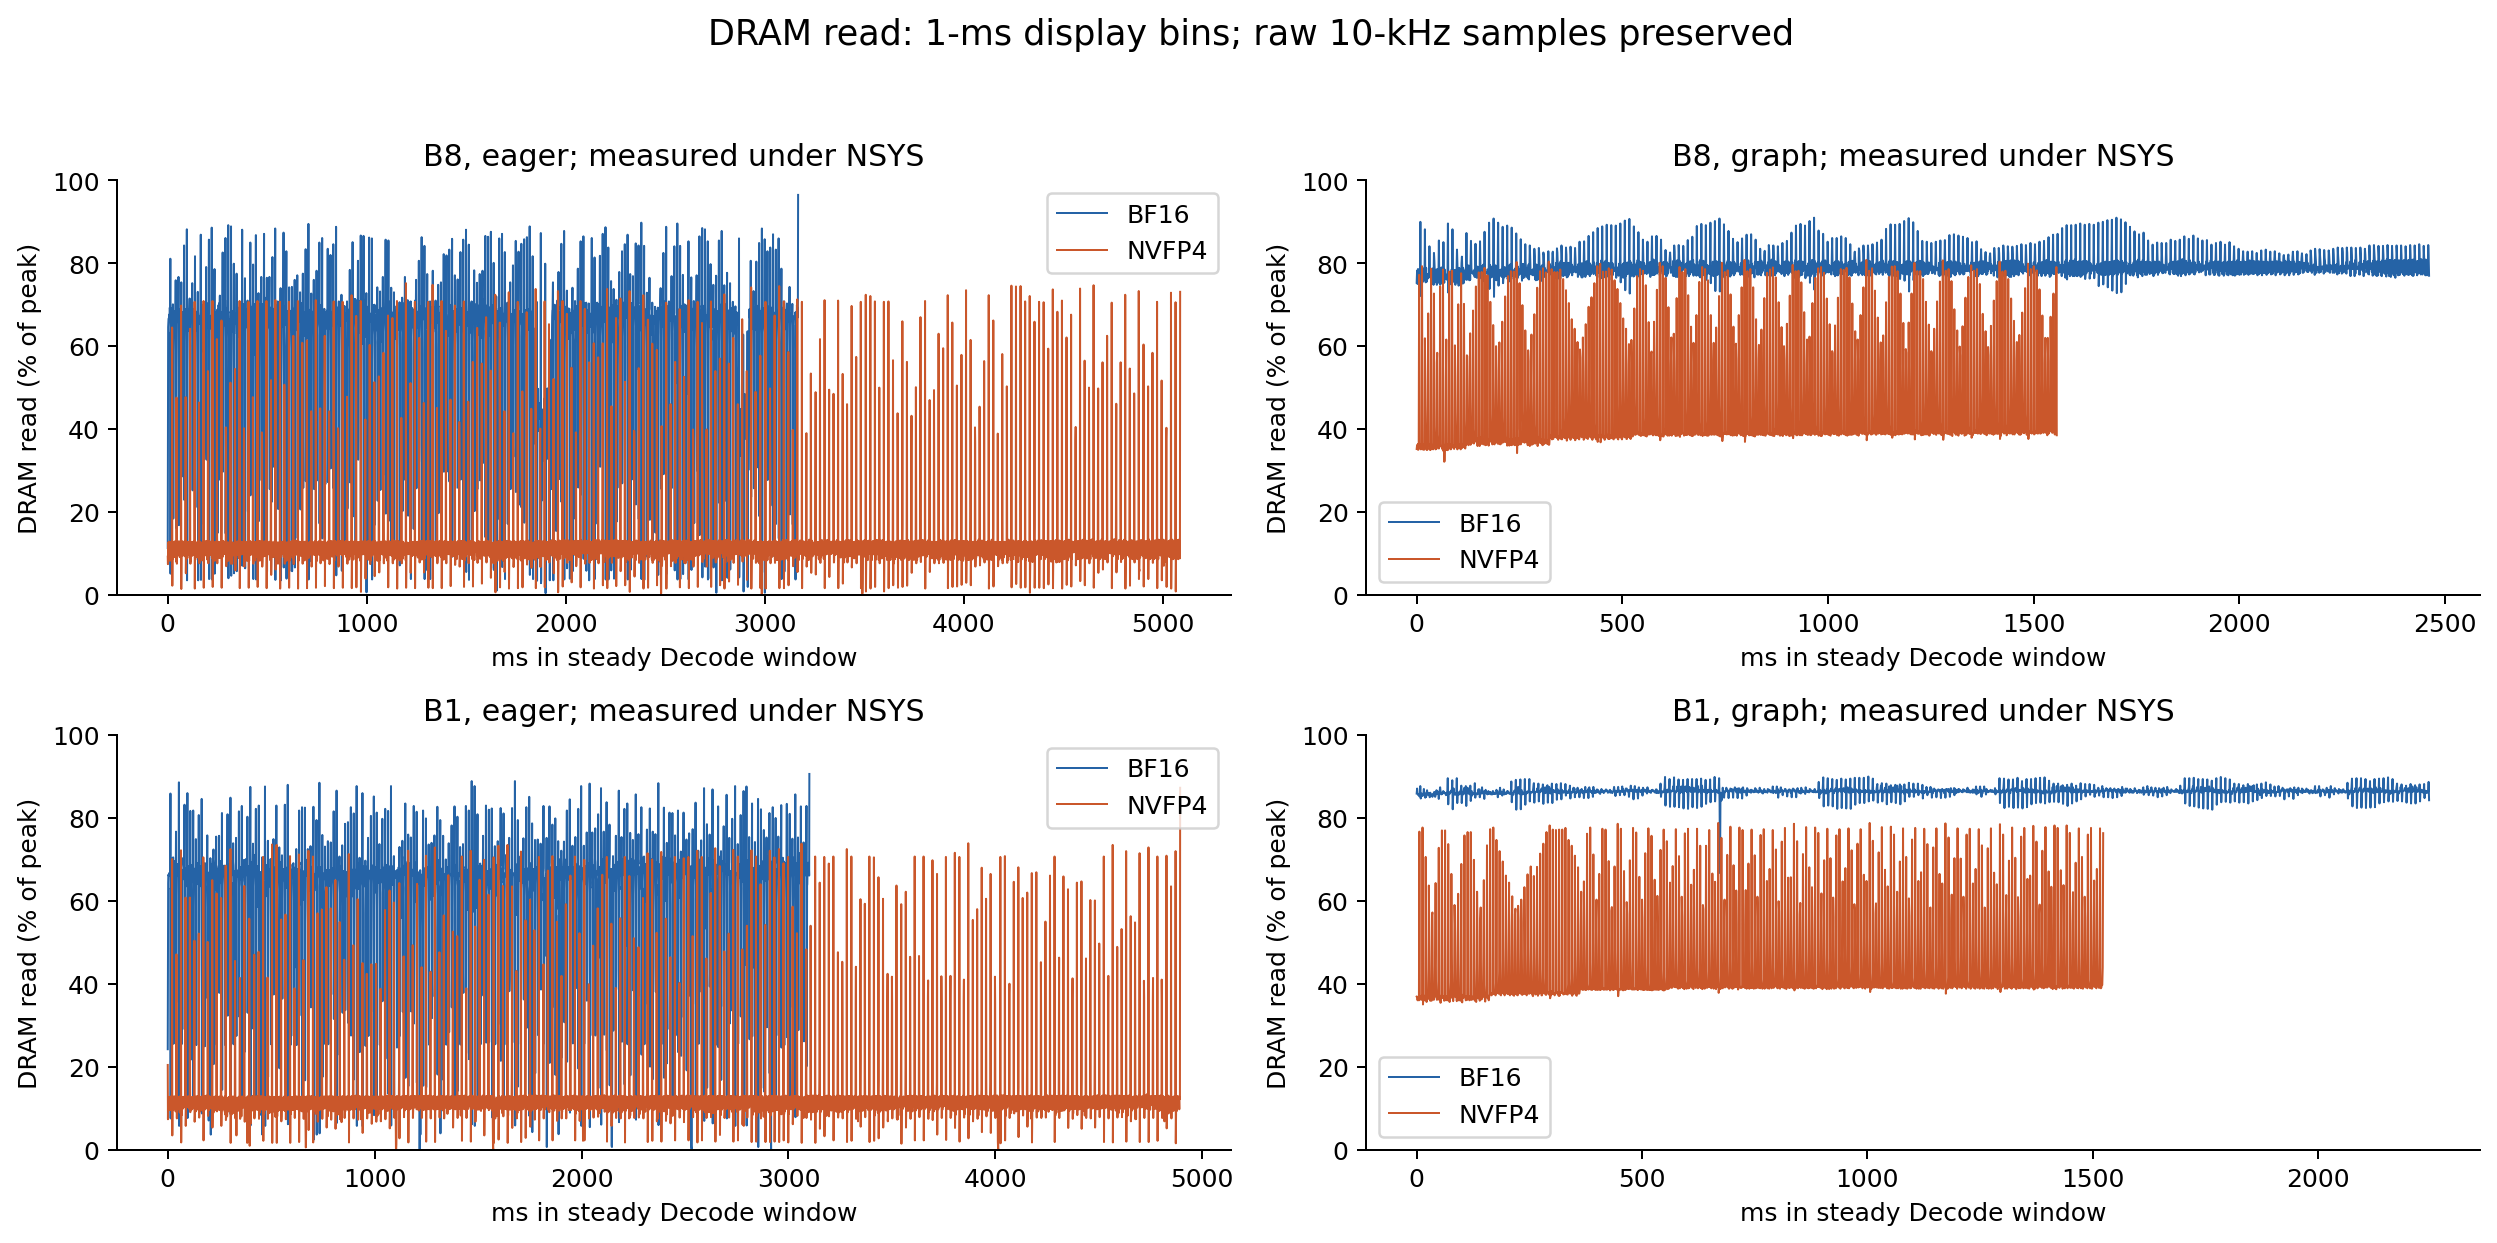 DRAM read: 1-ms display bins; raw 10-kHz samples preserved
B8, eager; measured under NSYS
DRAM read (% of peak)
100
80
60
40
20
0
BF16
NVFP4
0 1000 2000 3000 4000 5000
ms in steady Decode window
B8, graph; measured under NSYS
DRAM read (% of peak)
100
80
60
40
20
0
BF16
NVFP4
0 500 1000 1500 2000 2500
ms in steady Decode window
B1, eager; measured under NSYS
DRAM read (% of peak)
100
80
60
40
20
0
BF16
NVFP4
0 1000 2000 3000 4000 5000
ms in steady Decode window
B1, graph; measured under NSYS
DRAM read (% of peak)
100
80
60
40
20
0
BF16
NVFP4
0 500 1000 1500 2000
ms in steady Decode window